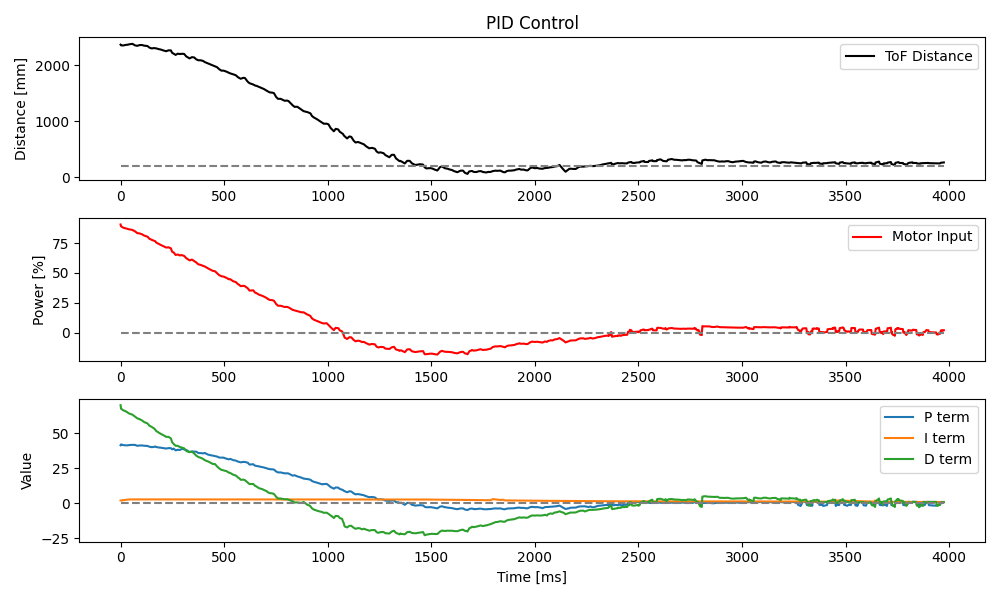 PID Control
Distance [mm]
2000
1000
0
ToF Distance
0 500 1000 1500 2000 2500 3000 3500 4000
Power [%]
75
50
25
0
Motor Input
0 500 1000 1500 2000 2500 3000 3500 4000
Value
50
25
0
−25
P term
I term
D term
0 500 1000 1500 2000 2500 3000 3500 4000
Time [ms]